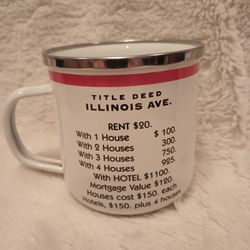 TITLE DEED
ILLINOIS AVE.
RENT $20.
With 1 House $ 100.
With 2 Houses 300.
With 3 Houses 750.
With 4 Houses 925.
With HOTEL $1100.
Mortgage Value $120.
Houses cost $150. each
Hotels, $150. plus 4 houses